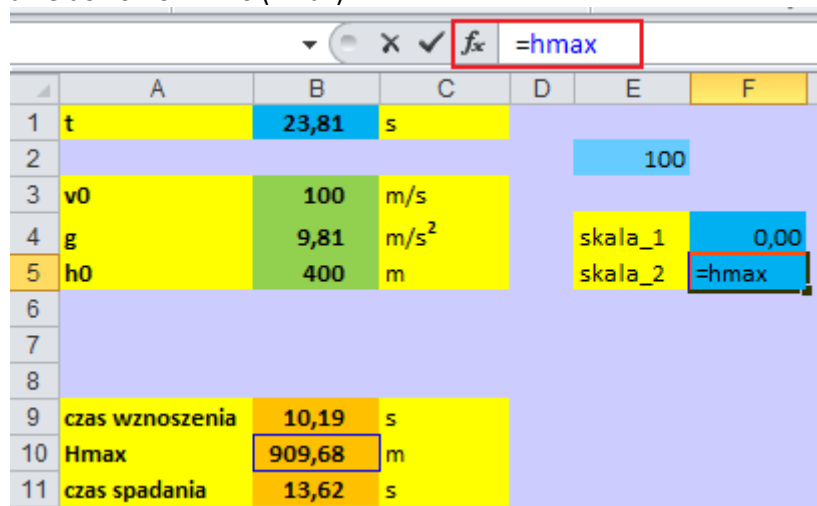 fx =hmax
A B C D E F
1 t 23,81 s
2 100
3 v0 100 m/s
4 g 9,81 m/s² skala_1 0,00
5 h0 400 m skala_2 =hmax
6
7
8
9 czas wznoszenia 10,19 s
10 Hmax 909,68 m
11 czas spadania 13,62 s